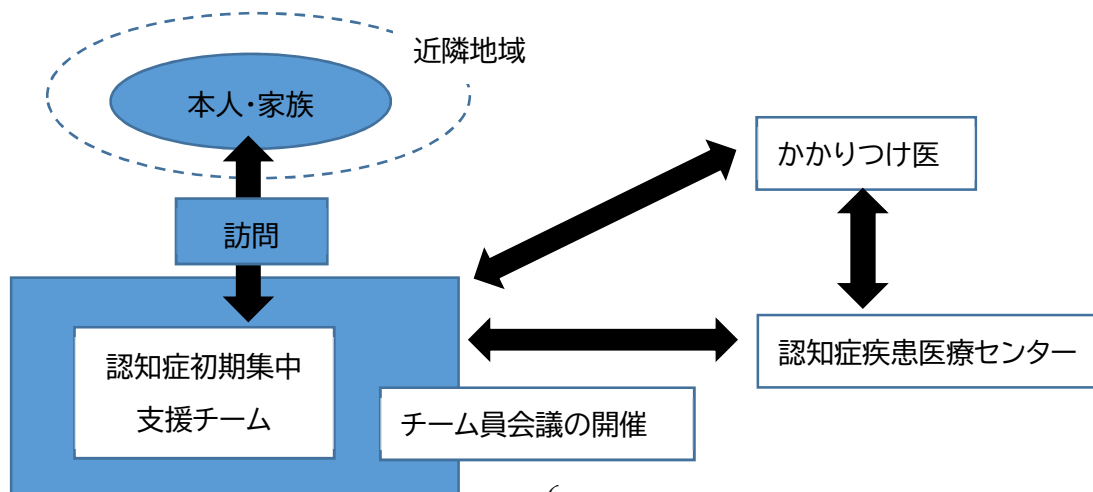 近隣地域
本人・家族
かかりつけ医
訪問
認知症疾患医療センター
認知症初期集中
支援チーム
チーム員会議の開催